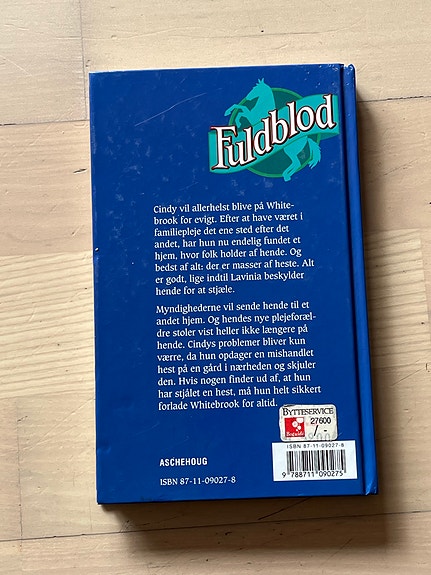 Fuldblod
Cindy vil allerhelst blive på White-
brook for evigt. Efter at have været i
familiepleje det ene sted efter det
andet, har hun nu endelig fundet et
hjem, hvor folk holder af hende. Og
bedst af alt: der er masser af heste. Alt
er godt, lige indtil Lavinia beskylder
hende for at stjæle.
Myndighederne vil sende hende til et
andet hjem. Og hendes nye plejeforæl-
dre stoler vist heller ikke længere på
hende. Cindys problemer bliver kun
værre, da hun opdager en mishandlet
hest på en gård i nærheden og skjuler
den. Hvis nogen finder ud af, at hun
har stjålet en hest, må hun helt sikkert
forlade Whitebrook for altid.
BYTTESERVICE
27600
ISBN 87-11-09027-8
ASCHEHOUG
ISBN 87-11-09027-8
9 788711 090275